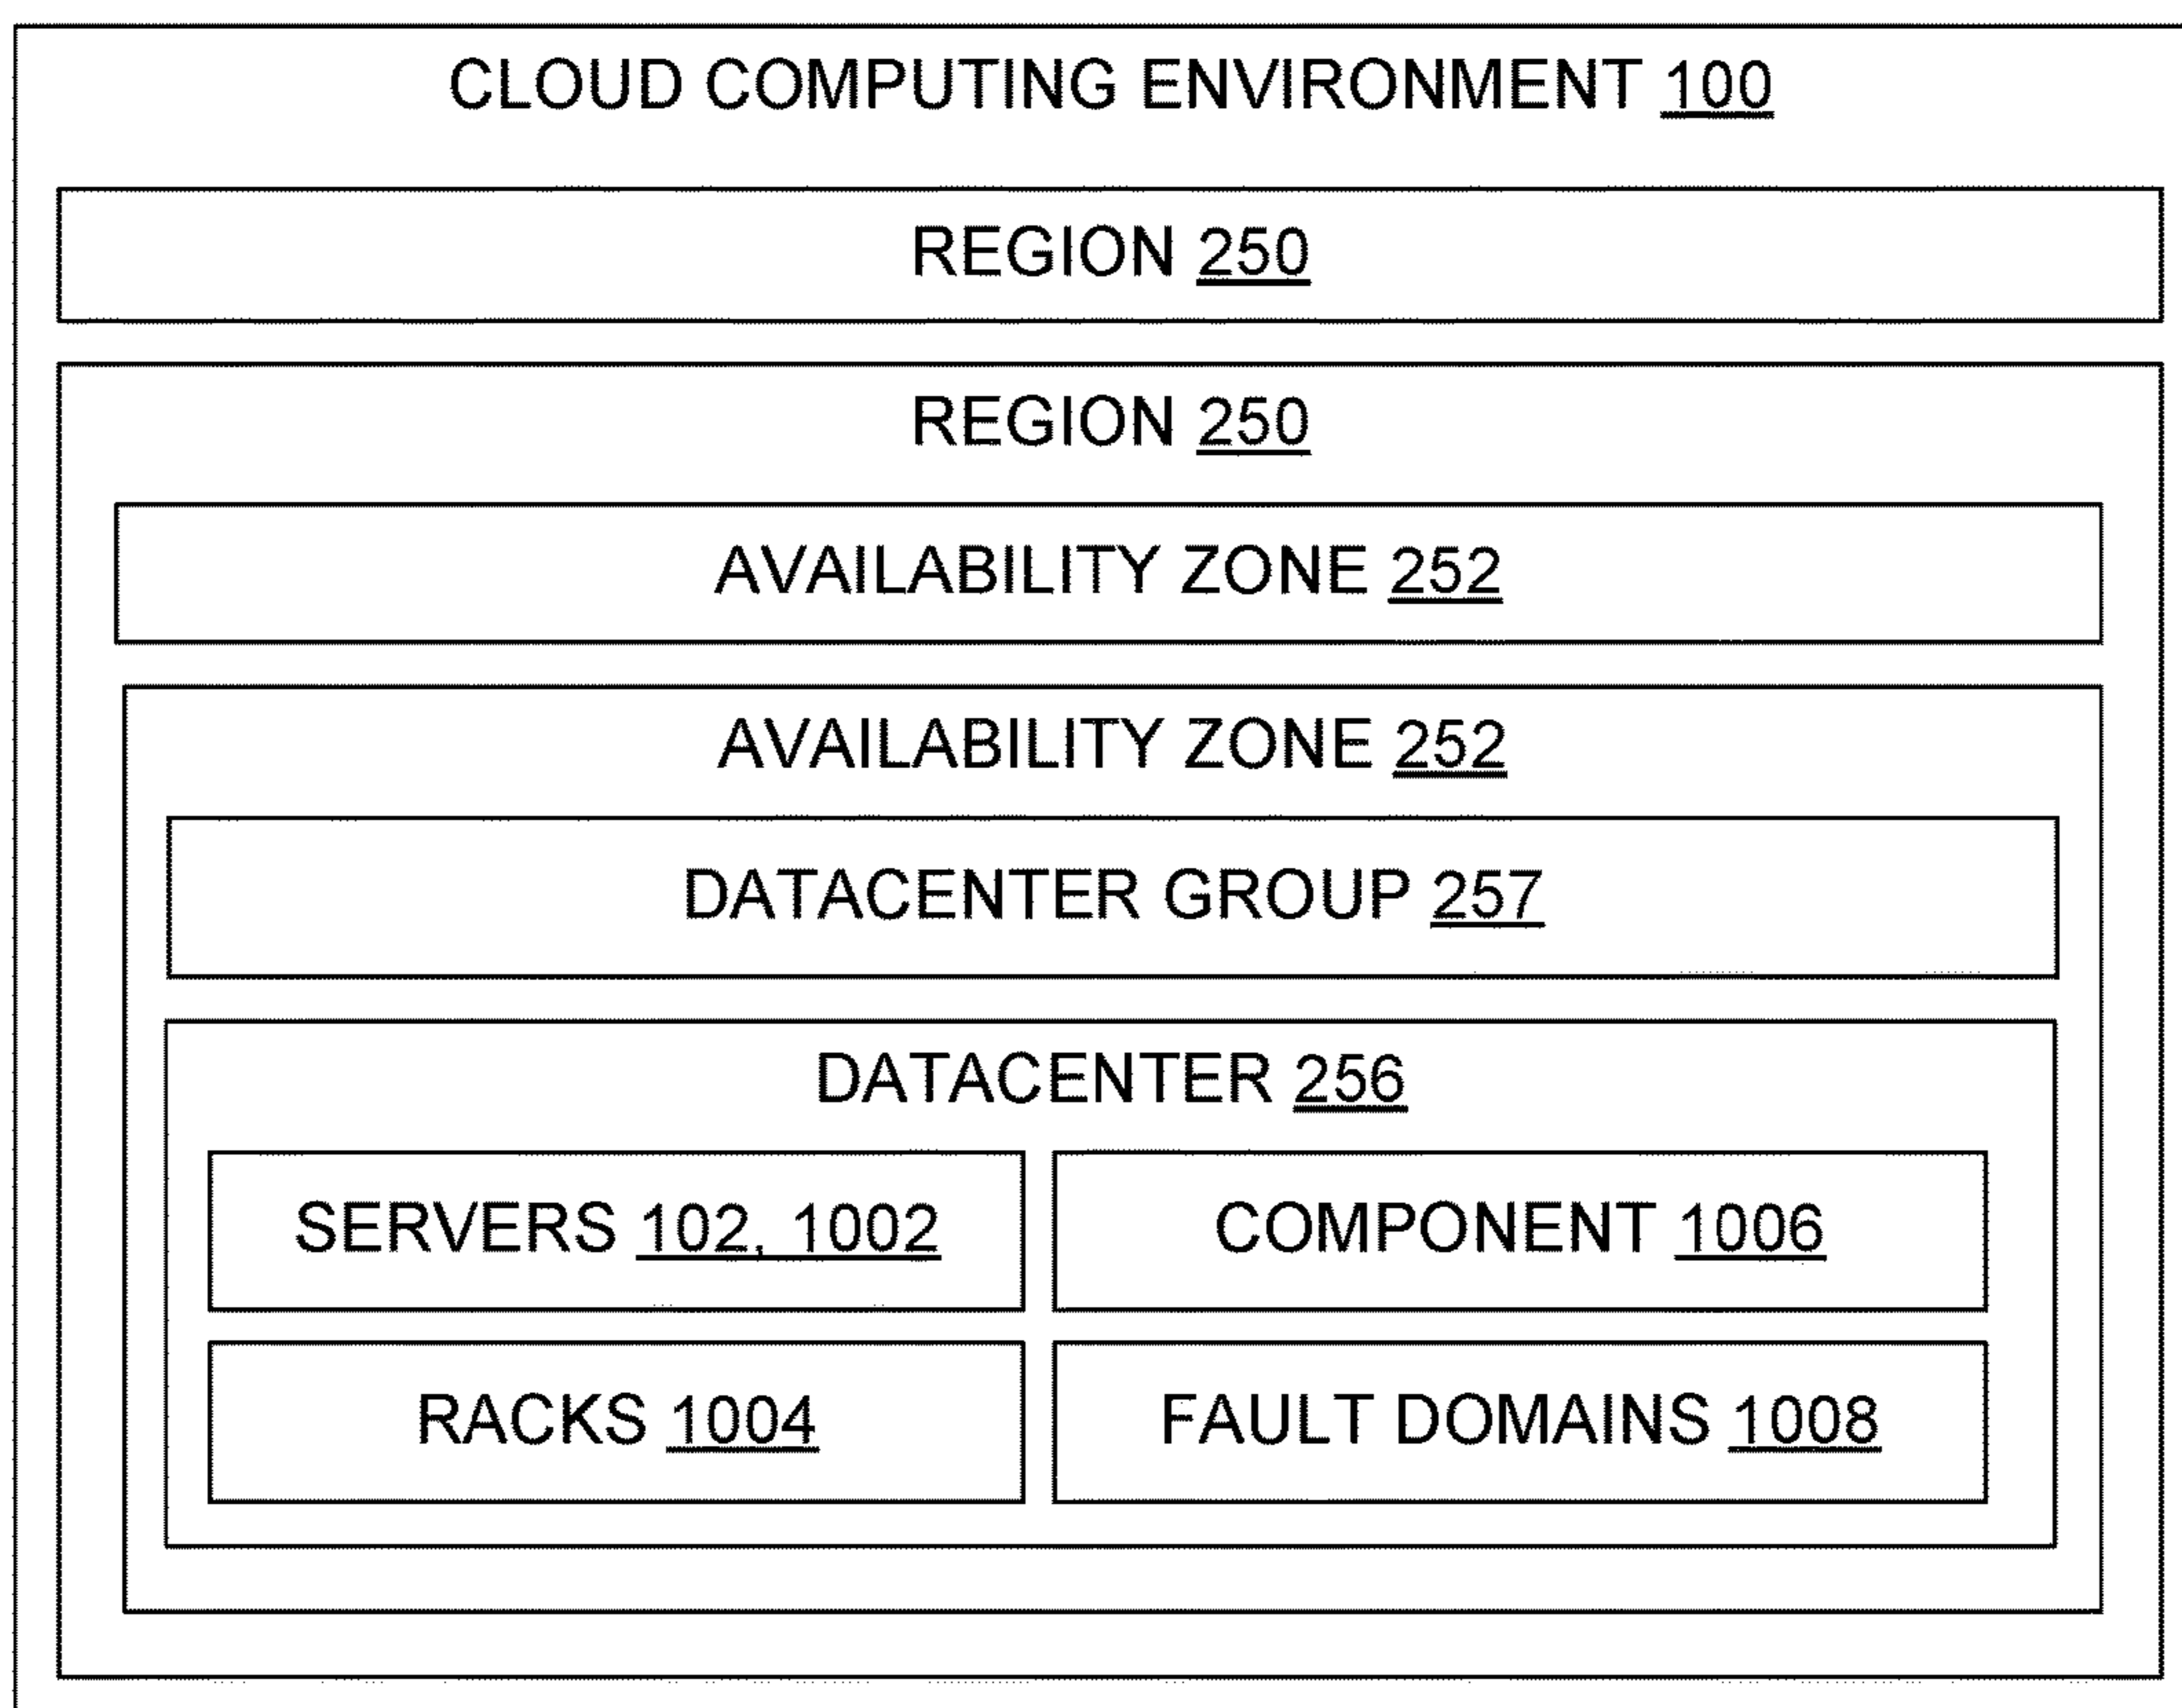 CLOUD COMPUTING ENVIRONMENT 100
REGION 250
REGION 250
AVAILABILITY ZONE 252
AVAILABILITY ZONE 252
DATACENTER GROUP 257
DATACENTER 256
SERVERS 102, 1002
COMPONENT 1006
RACKS 1004
FAULT DOMAINS 1008